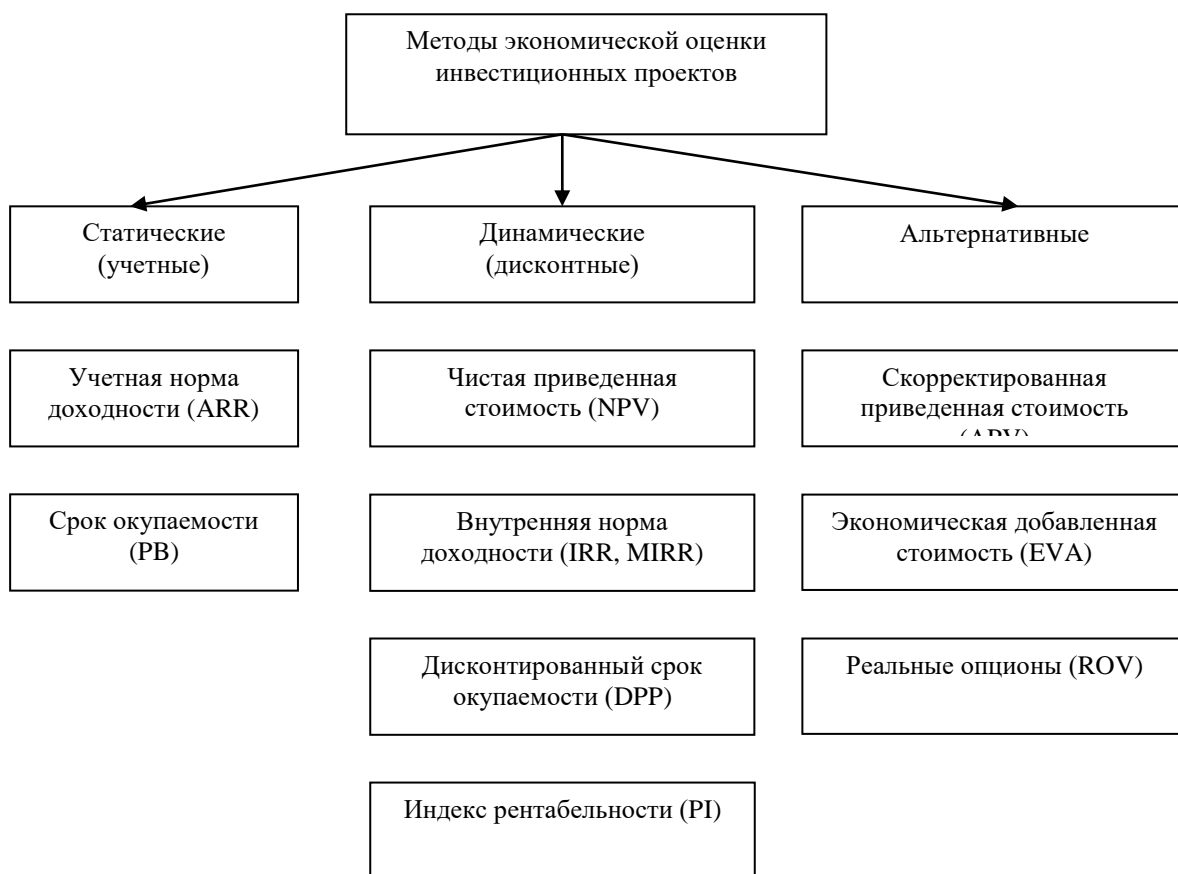 Методы экономической оценки
инвестиционных проектов
Статические
(учетные)
Динамические
(дисконтные)
Альтернативные
Учетная норма
доходности (ARR)
Чистая приведенная
стоимость (NPV)
Скорректированная
приведенная стоимость
Срок окупаемости
(PB)
Внутренняя норма
доходности (IRR, MIRR)
Экономическая добавленная
стоимость (EVA)
Дисконтированный срок
окупаемости (DPP)
Реальные опционы (ROV)
Индекс рентабельности (PI)